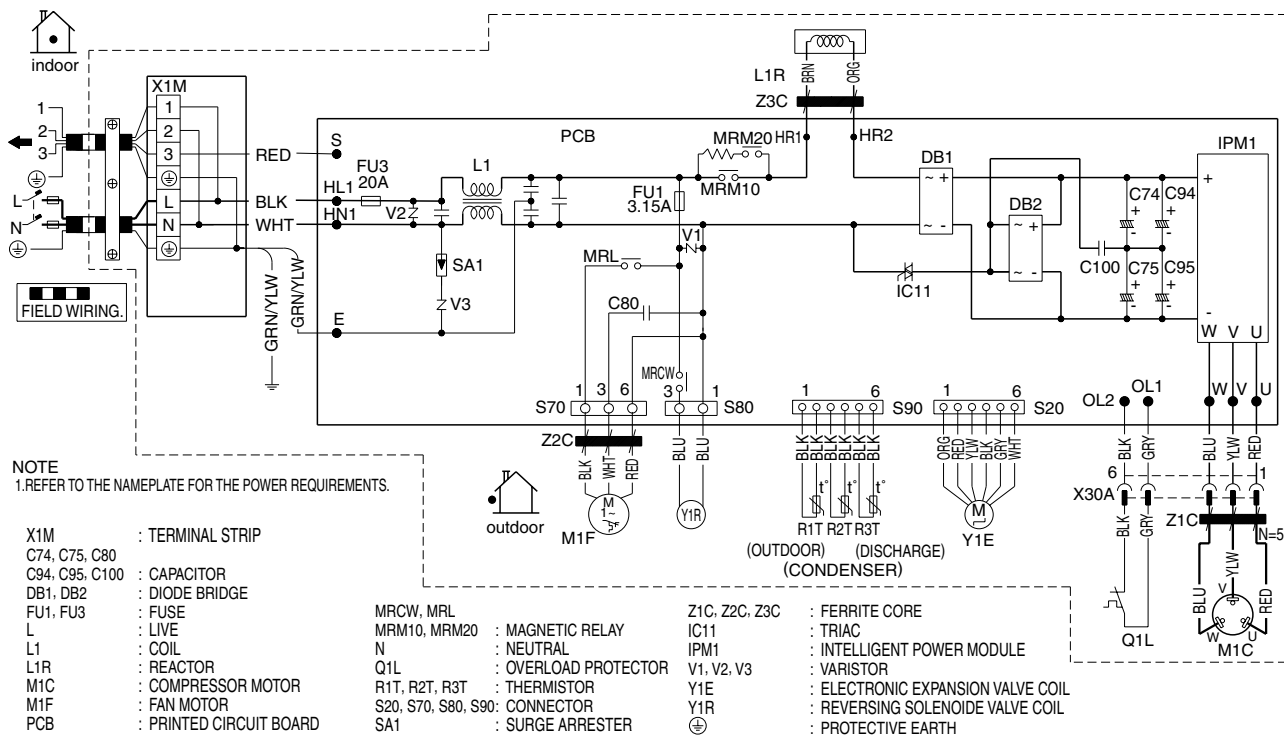 indoor
X1M
1
2
3
L
N
1
2
3
L
N
RED
BLK
WHT
GRN/YLW
GRN/YLW
FIELD WIRING.
S
HL1
HN1
E
FU3
20A
V2
L1
SA1
V3
PCB
L1R
BRN
ORG
Z3C
HR1
HR2
MRM20
MRM10
FU1
3.15A
V1
MRL
C80
MRCW
DB1
~ +
~ -
DB2
~ +
~ -
IC11
C100
C74
C94
+
+
-
-
C75
C95
+
+
-
-
IPM1
+
-
W V U
W V U
1 3 6
S70
3 1
S80
1 6
S90
1 6
S20
OL2
OL1
Z2C
BLK
WHT
RED
BLU
BLU
M
1~
M1F
Y1R
outdoor
BLK
BLK
BLK
BLK
BLK
BLK
t°
t°
t°
R1T R2T R3T
(OUTDOOR) (DISCHARGE)
(CONDENSER)
ORG
RED
YLW
BLK
GRY
WHT
M
Y1E
BLK
GRY
BLU
YLW
RED
6 1
X30A
BLK
GRY
Z1C
N=5
Q1L
BLU
YLW
RED
V
W U
M1C
NOTE
1.REFER TO THE NAMEPLATE FOR THE POWER REQUIREMENTS.
X1M : TERMINAL STRIP
C74, C75, C80
C94, C95, C100 : CAPACITOR
DB1, DB2 : DIODE BRIDGE
FU1, FU3 : FUSE
L : LIVE
L1 : COIL
L1R : REACTOR
M1C : COMPRESSOR MOTOR
M1F : FAN MOTOR
PCB : PRINTED CIRCUIT BOARD
MRCW, MRL
MRM10, MRM20 : MAGNETIC RELAY
N : NEUTRAL
Q1L : OVERLOAD PROTECTOR
R1T, R2T, R3T : THERMISTOR
S20, S70, S80, S90: CONNECTOR
SA1 : SURGE ARRESTER
Z1C, Z2C, Z3C : FERRITE CORE
IC11 : TRIAC
IPM1 : INTELLIGENT POWER MODULE
V1, V2, V3 : VARISTOR
Y1E : ELECTRONIC EXPANSION VALVE COIL
Y1R : REVERSING SOLENOIDE VALVE COIL
: PROTECTIVE EARTH